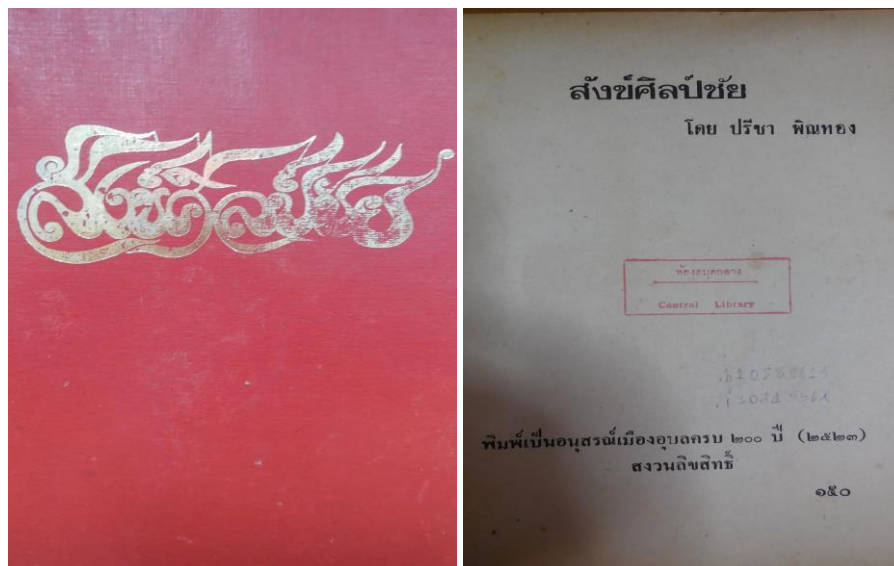 สังข์ศิลป์ชัย
สังข์ศิลป์ชัย
โดย ปรีชา พิณทอง
ห้องสมุดกลาง
Central Library
พิมพ์เป็นอนุสรณ์เมืองอุบลครบ ๒๐๐ ปี (๒๕๒๓)
สงวนลิขสิทธิ์
๑๕๐